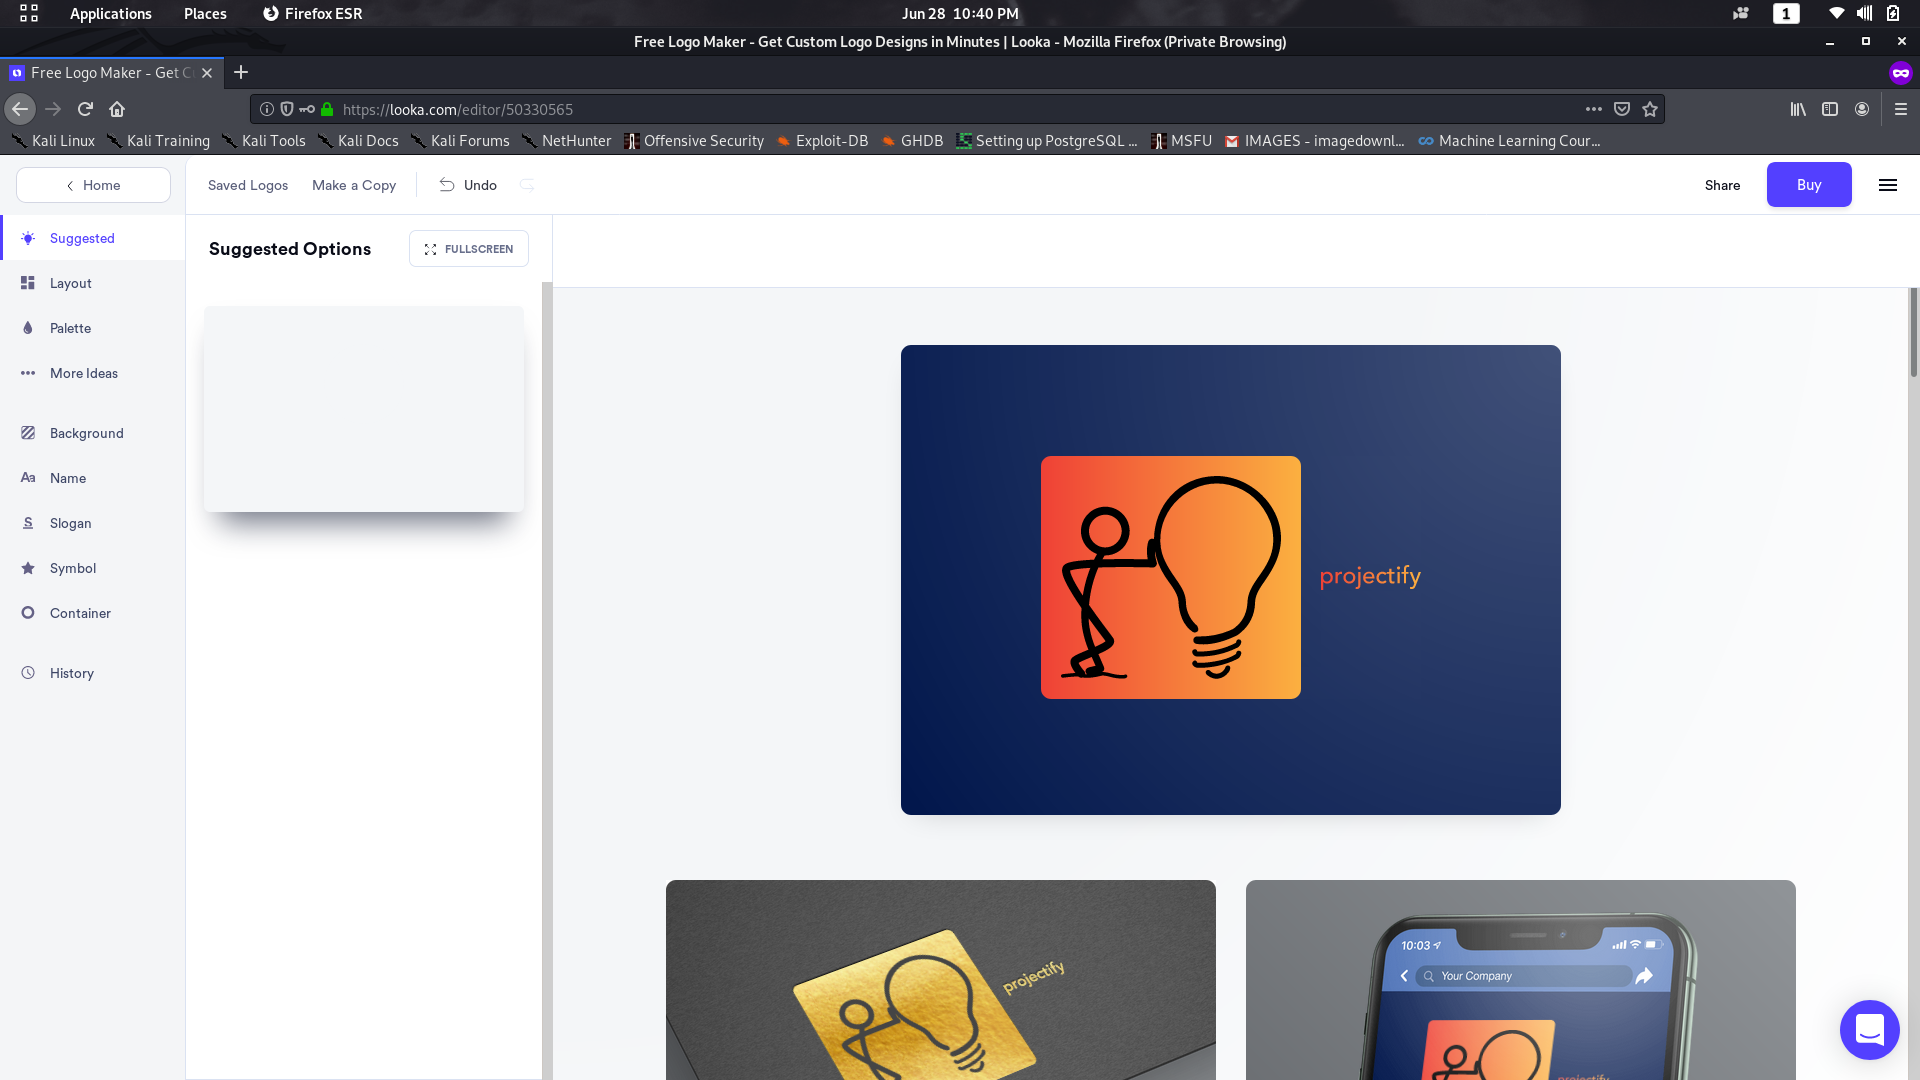 Applications Places Firefox ESR Jun 28 10:40 PM 1
Free Logo Maker - Get Custom Logo Designs in Minutes | Looka - Mozilla Firefox (Private Browsing)
Free Logo Maker - Get C
https://looka.com/editor/50330565
Kali Linux Kali Training Kali Tools Kali Docs Kali Forums NetHunter Offensive Security Exploit-DB GHDB Setting up PostgreSQL ... MSFU IMAGES - imagedownl... Machine Learning Cour...
Home Saved Logos Make a Copy Undo Share Buy
Suggested
Layout
Palette
More Ideas
Background
Aa Name
S Slogan
Symbol
Container
History
Suggested Options FULLSCREEN
projectify
projectify
10:03
Your Company
projectify